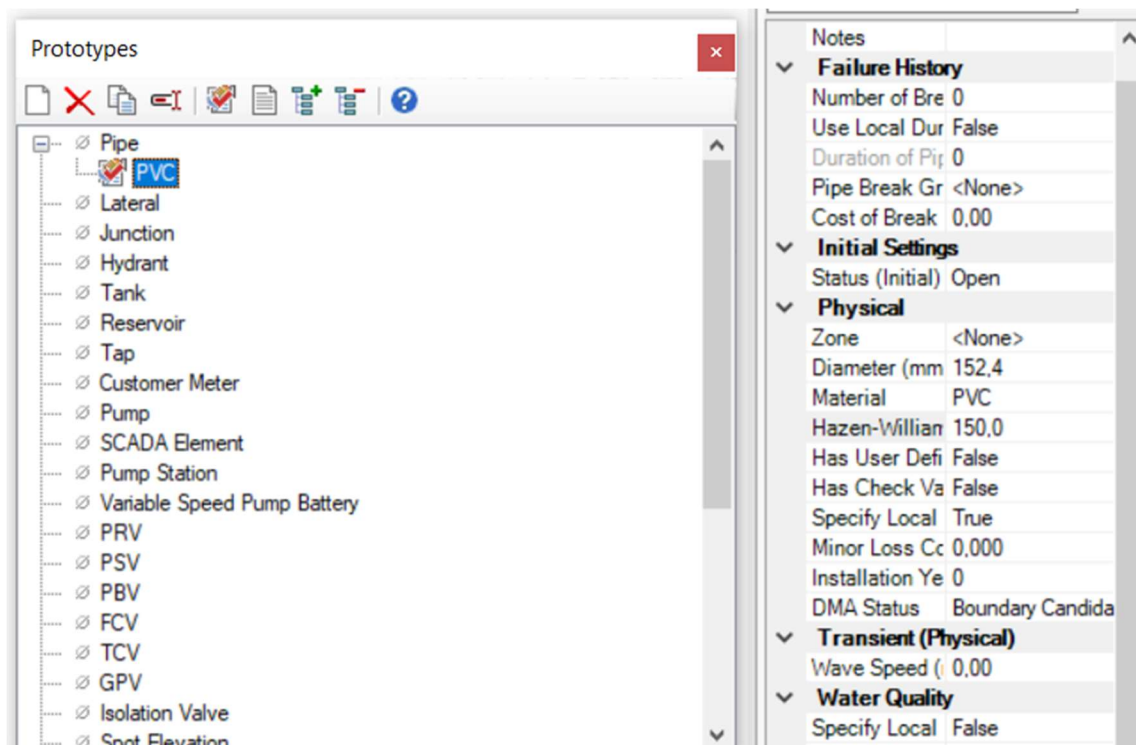 Prototypes
Pipe
PVC
Lateral
Junction
Hydrant
Tank
Reservoir
Tap
Customer Meter
Pump
SCADA Element
Pump Station
Variable Speed Pump Battery
PRV
PSV
PBV
FCV
TCV
GPV
Isolation Valve
Spot Elevation
Notes
Failure History
Number of Bre 0
Use Local Dur False
Duration of Pip 0
Pipe Break Gr <None>
Cost of Break 0,00
Initial Settings
Status (Initial) Open
Physical
Zone <None>
Diameter (mm 152,4
Material PVC
Hazen-William 150,0
Has User Defi False
Has Check Va False
Specify Local True
Minor Loss Co 0,000
Installation Ye 0
DMA Status Boundary Candida
Transient (Physical)
Wave Speed ( 0,00
Water Quality
Specify Local False